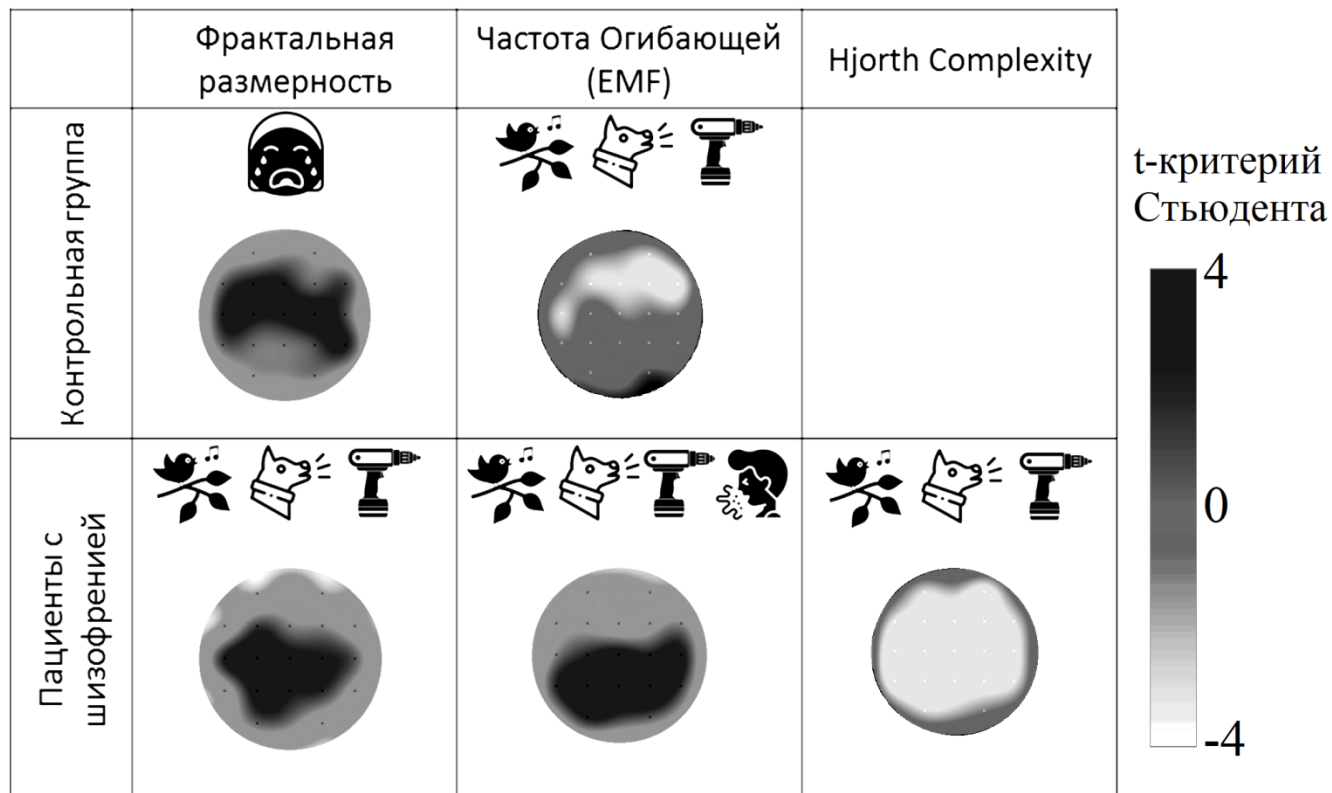 Фрактальная
размерность
Частота Огибающей
(EMF)
Hjorth Complexity
Контрольная группа
Пациенты с
шизофренией
t-критерий
Стьюдента
4
0
-4